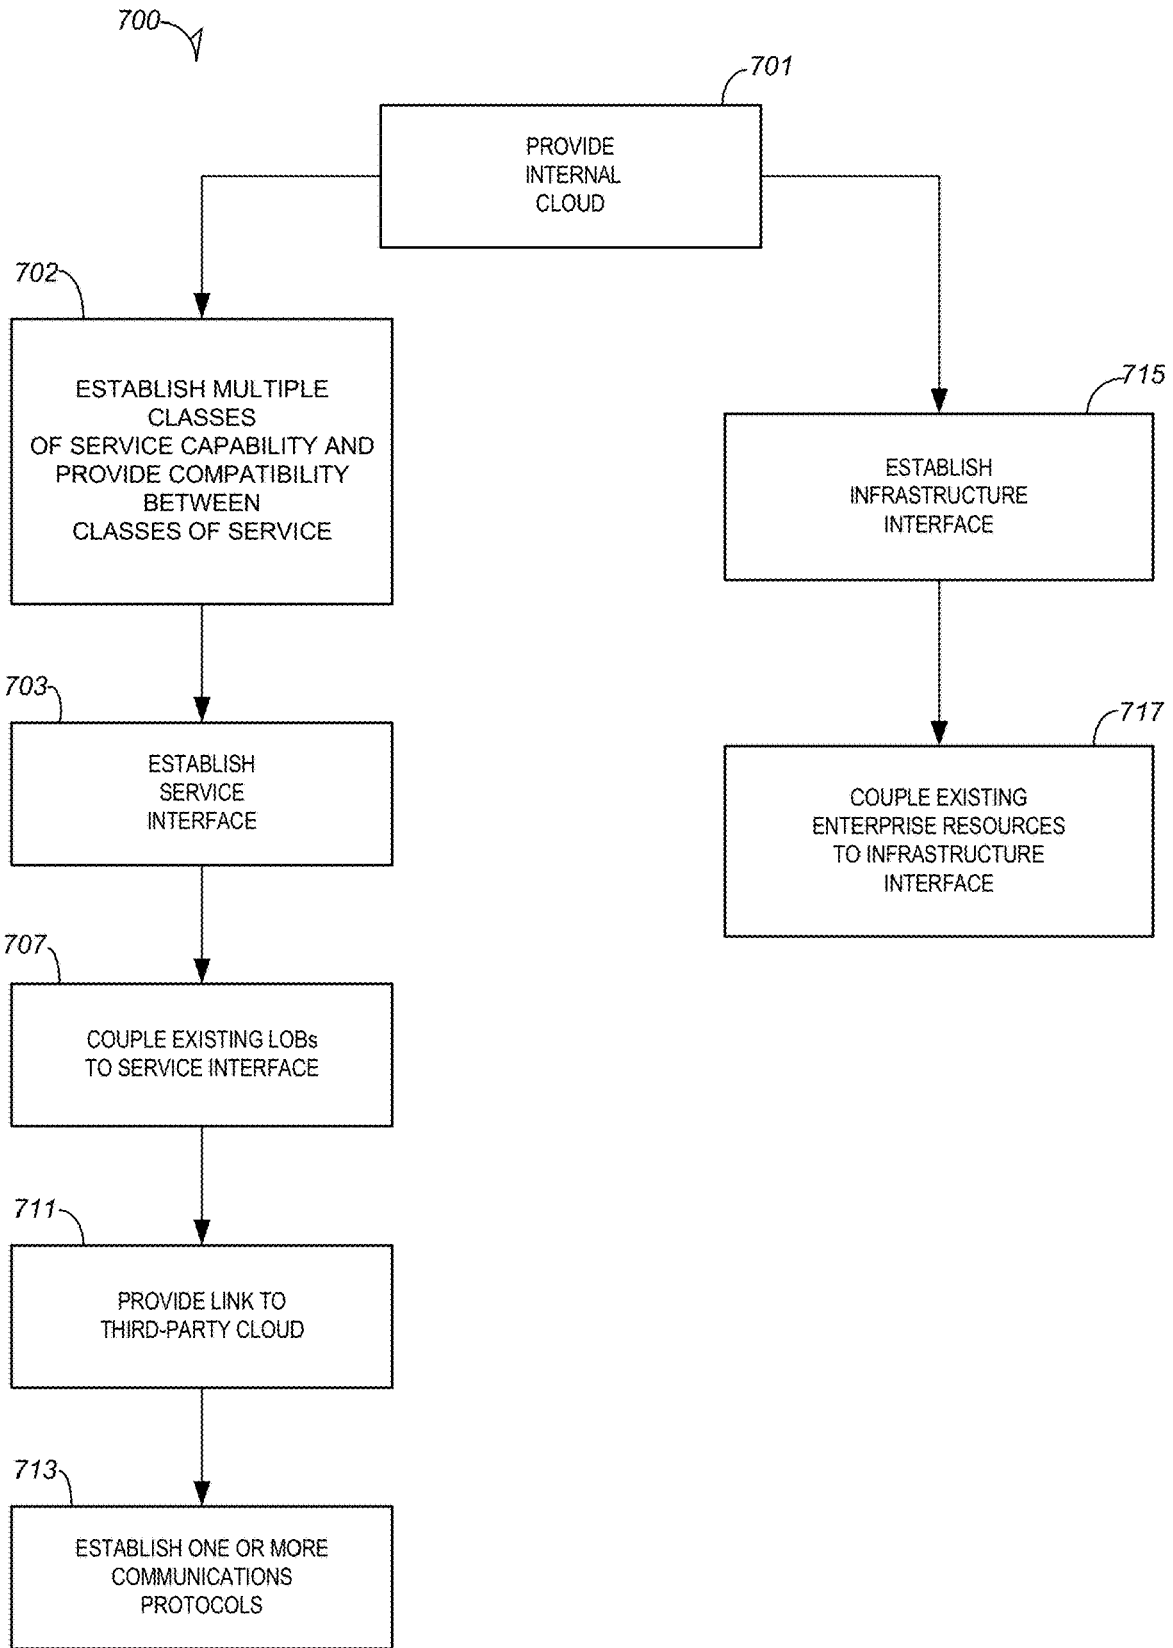 700
701
PROVIDE
INTERNAL
CLOUD
702
ESTABLISH MULTIPLE
CLASSES
OF SERVICE CAPABILITY AND
PROVIDE COMPATIBILITY
BETWEEN
CLASSES OF SERVICE
703
ESTABLISH
SERVICE
INTERFACE
707
COUPLE EXISTING LOBs
TO SERVICE INTERFACE
711
PROVIDE LINK TO
THIRD-PARTY CLOUD
713
ESTABLISH ONE OR MORE
COMMUNICATIONS
PROTOCOLS
715
ESTABLISH
INFRASTRUCTURE
INTERFACE
717
COUPLE EXISTING
ENTERPRISE RESOURCES
TO INFRASTRUCTURE
INTERFACE